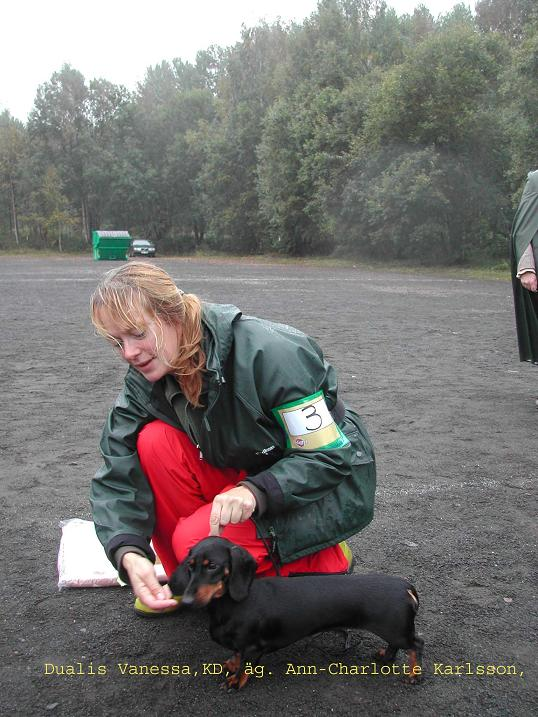 3
Dualis Vanessa,KD, äg. Ann-Charlotte Karlsson,